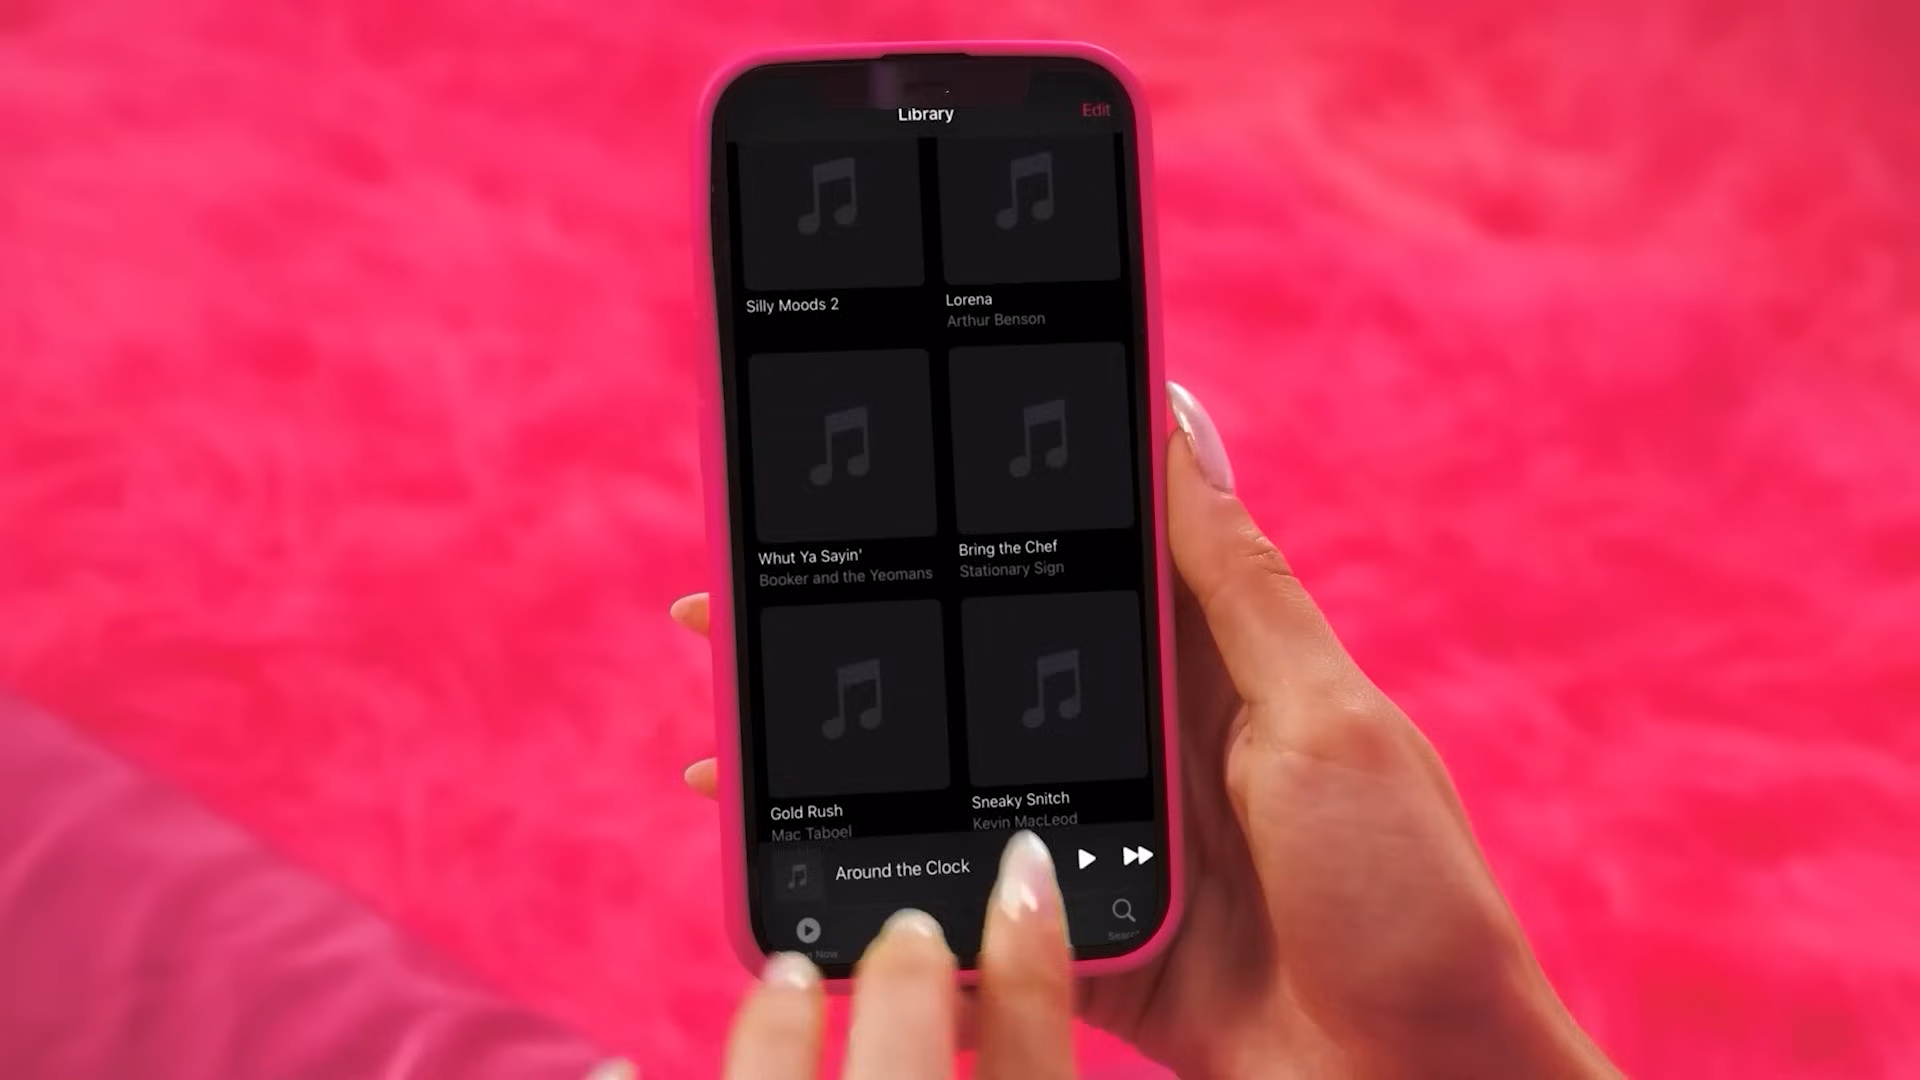 Library
Edit
Silly Moods 2
Lorena
Arthur Benson
Whut Ya Sayin'
Booker and the Yeomans
Bring the Chef
Stationary Sign
Gold Rush
Mac Taboel
Sneaky Snitch
Kevin MacLeod
Around the Clock
Now